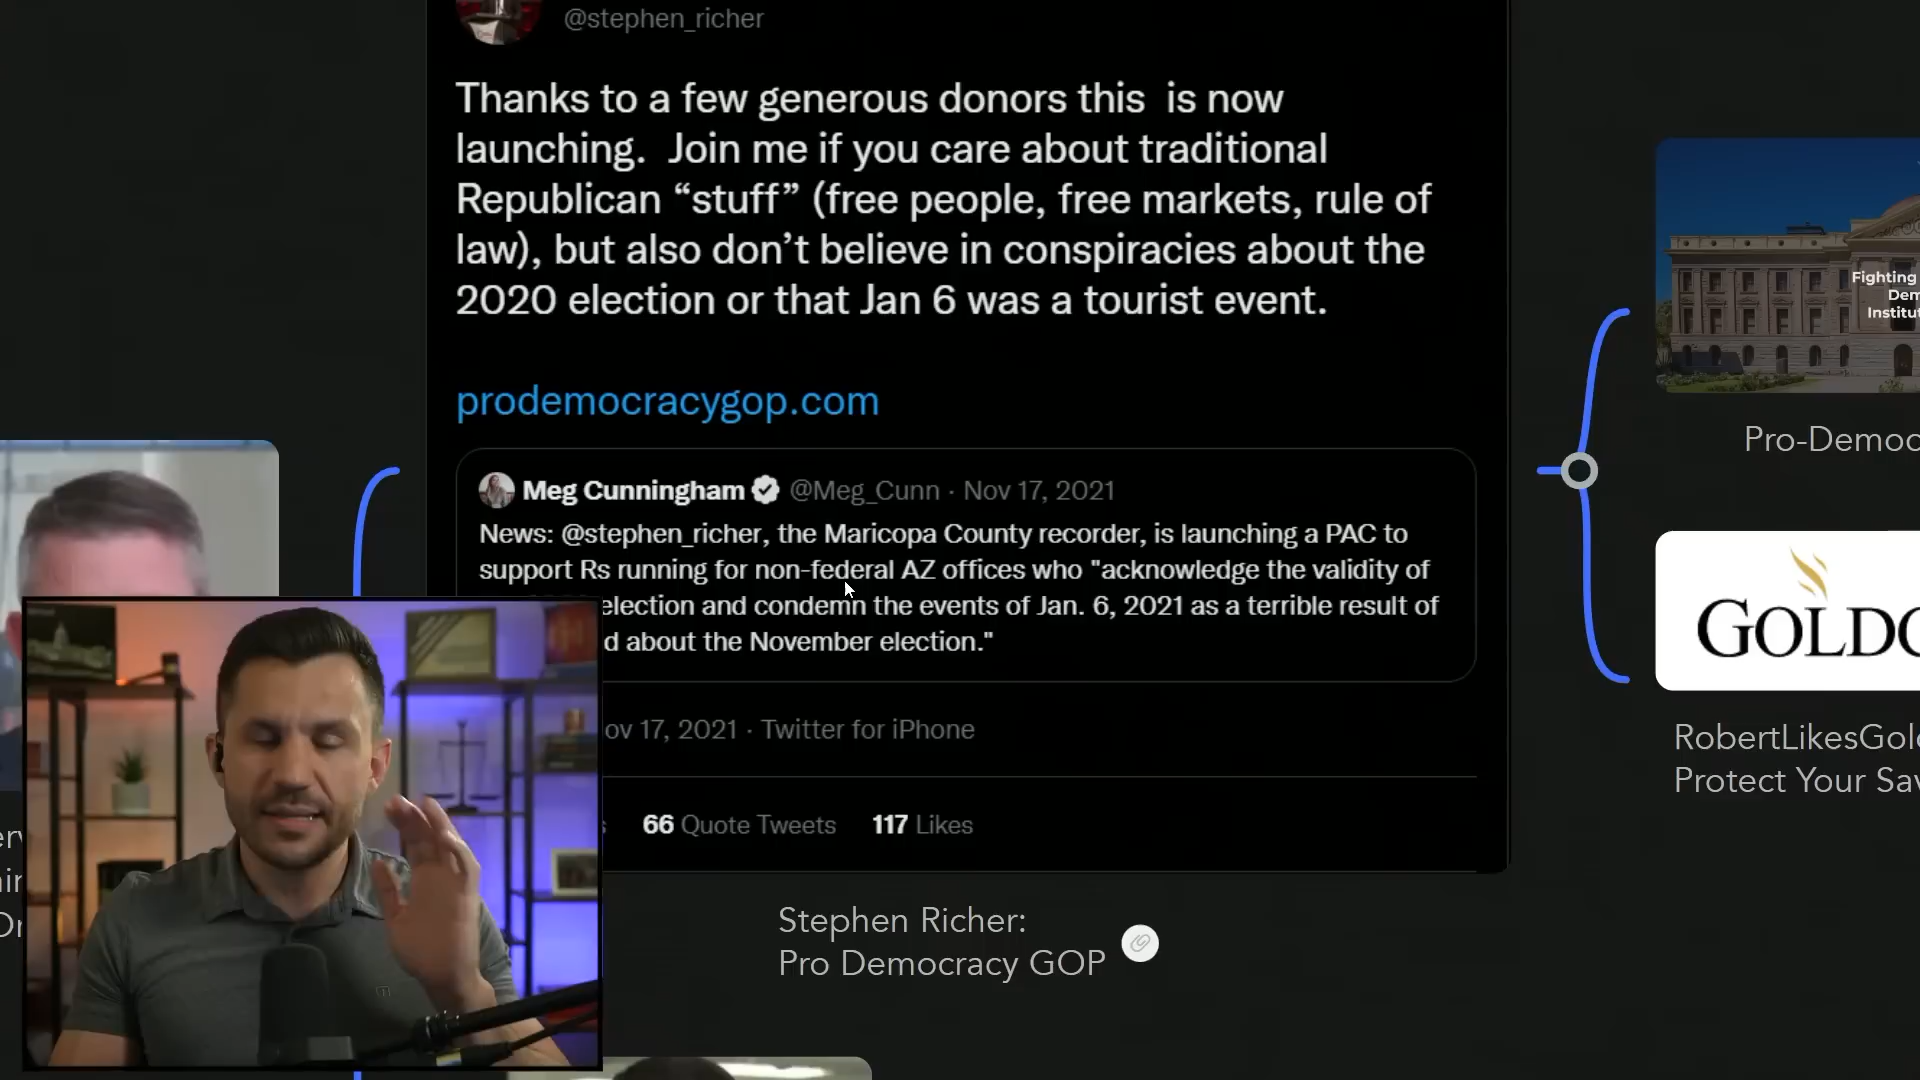 @stephen_richer
Thanks to a few generous donors this  is now
launching.  Join me if you care about traditional
Republican “stuff” (free people, free markets, rule of
law), but also don’t believe in conspiracies about the
2020 election or that Jan 6 was a tourist event.
prodemocracygop.com
Meg Cunningham @Meg_Cunn · Nov 17, 2021
News: @stephen_richer, the Maricopa County recorder, is launching a PAC to
support Rs running for non-federal AZ offices who "acknowledge the validity of
election and condemn the events of Jan. 6, 2021 as a terrible result of
d about the November election."
ov 17, 2021 · Twitter for iPhone
s 66 Quote Tweets 117 Likes
Stephen Richer:
Pro Democracy GOP
Fighting
Dem
Institut
Pro-Democ
GOLDC
RobertLikesGol
Protect Your Sav